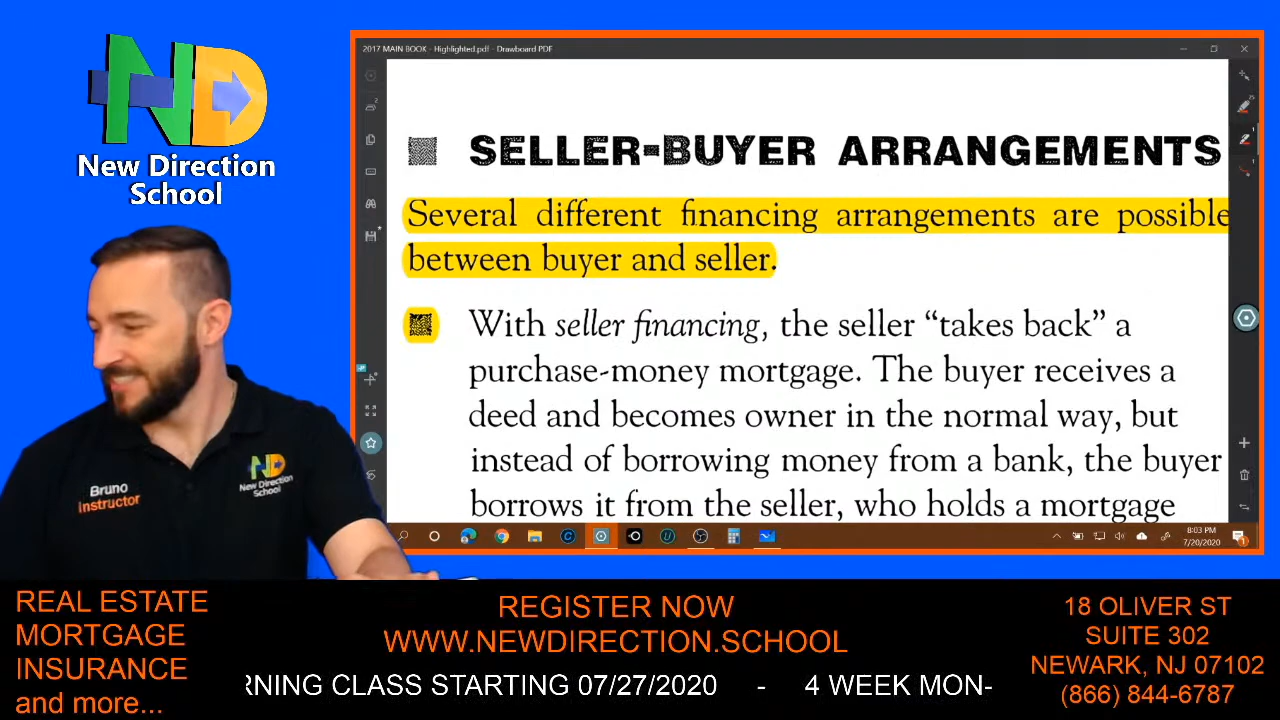 ND
New Direction
School
Bruno
Instructor
ND
New Direction
School
2017 MAIN BOOK - Highlighted.pdf - Drawboard PDF
SELLER-BUYER ARRANGEMENTS
Several different financing arrangements are possible
between buyer and seller.
With seller financing, the seller “takes back” a
purchase-money mortgage. The buyer receives a
deed and becomes owner in the normal way, but
instead of borrowing money from a bank, the buyer
borrows it from the seller, who holds a mortgage
8:03 PM
7/20/2020
REAL ESTATE
MORTGAGE
INSURANCE
and more...
REGISTER NOW
WWW.NEWDIRECTION.SCHOOL
RNING CLASS STARTING 07/27/2020 - 4 WEEK MON-
18 OLIVER ST
SUITE 302
NEWARK, NJ 07102
(866) 844-6787